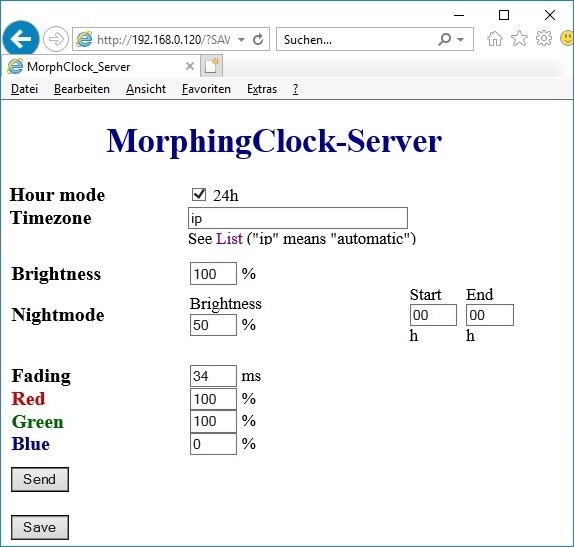 http://192.168.0.120/?SAV
Suchen...
MorphClock_Server
Datei Bearbeiten Ansicht Favoriten Extras ?
MorphingClock-Server
Hour mode 24h
Timezone ip
See List ("ip" means "automatic")
Brightness 100 %
Brightness Start End
Nightmode 50 % 00 00
h h
Fading 34 ms
Red 100 %
Green 100 %
Blue 0 %
Send
Save